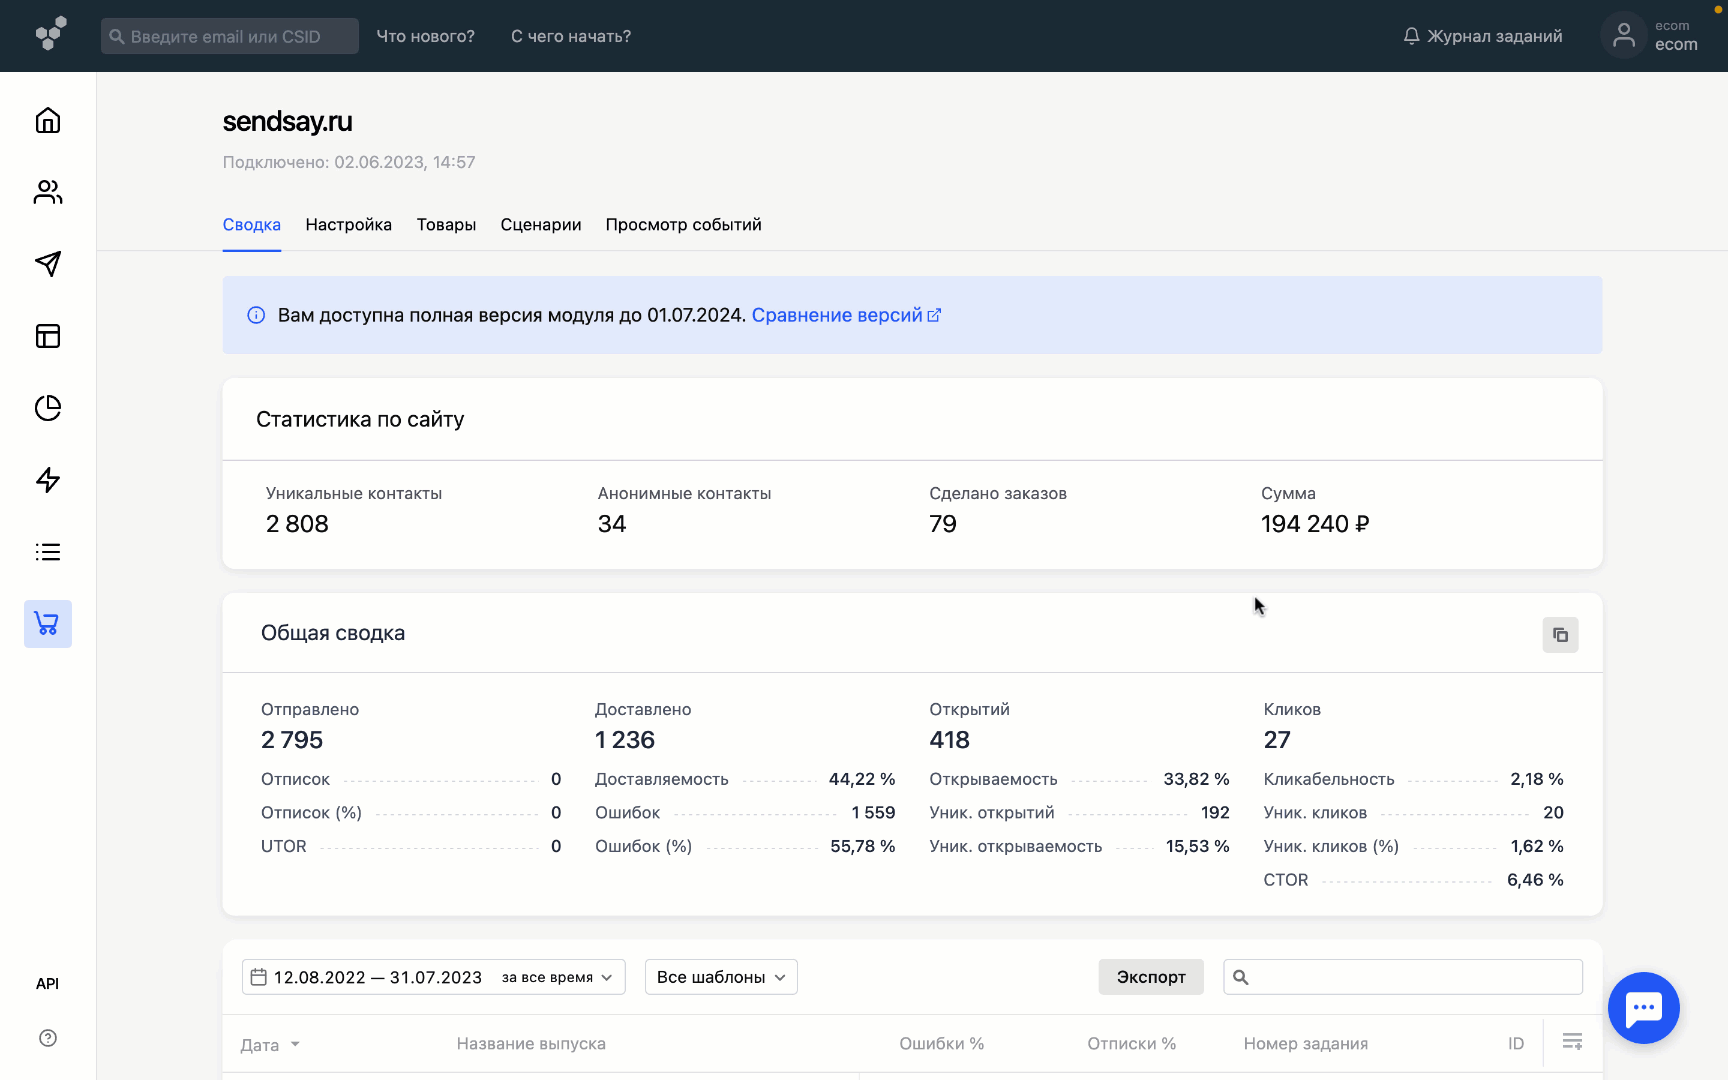 Введите email или CSID
Что нового?
С чего начать?
Журнал заданий
ecom
ecom
sendsay.ru
Подключено: 02.06.2023, 14:57
Сводка Настройка Товары Сценарии Просмотр событий
Вам доступна полная версия модуля до 01.07.2024. Сравнение версий
Статистика по сайту
Уникальные контакты Анонимные контакты Сделано заказов Сумма
2 808 34 79 194 240 ₽
Общая сводка
Отправлено Доставлено Открытий Кликов
2 795 1 236 418 27
Отписок 0 Доставляемость 44,22 % Открываемость 33,82 % Кликабельность 2,18 %
Отписок (%) 0 Ошибок 1 559 Уник. открытий 192 Уник. кликов 20
UTOR 0 Ошибок (%) 55,78 % Уник. открываемость 15,53 % Уник. кликов (%) 1,62 %
CTOR 6,46 %
12.08.2022 — 31.07.2023 за все время Все шаблоны Экспорт
Дата Название выпуска Ошибки % Отписки % Номер задания ID
API